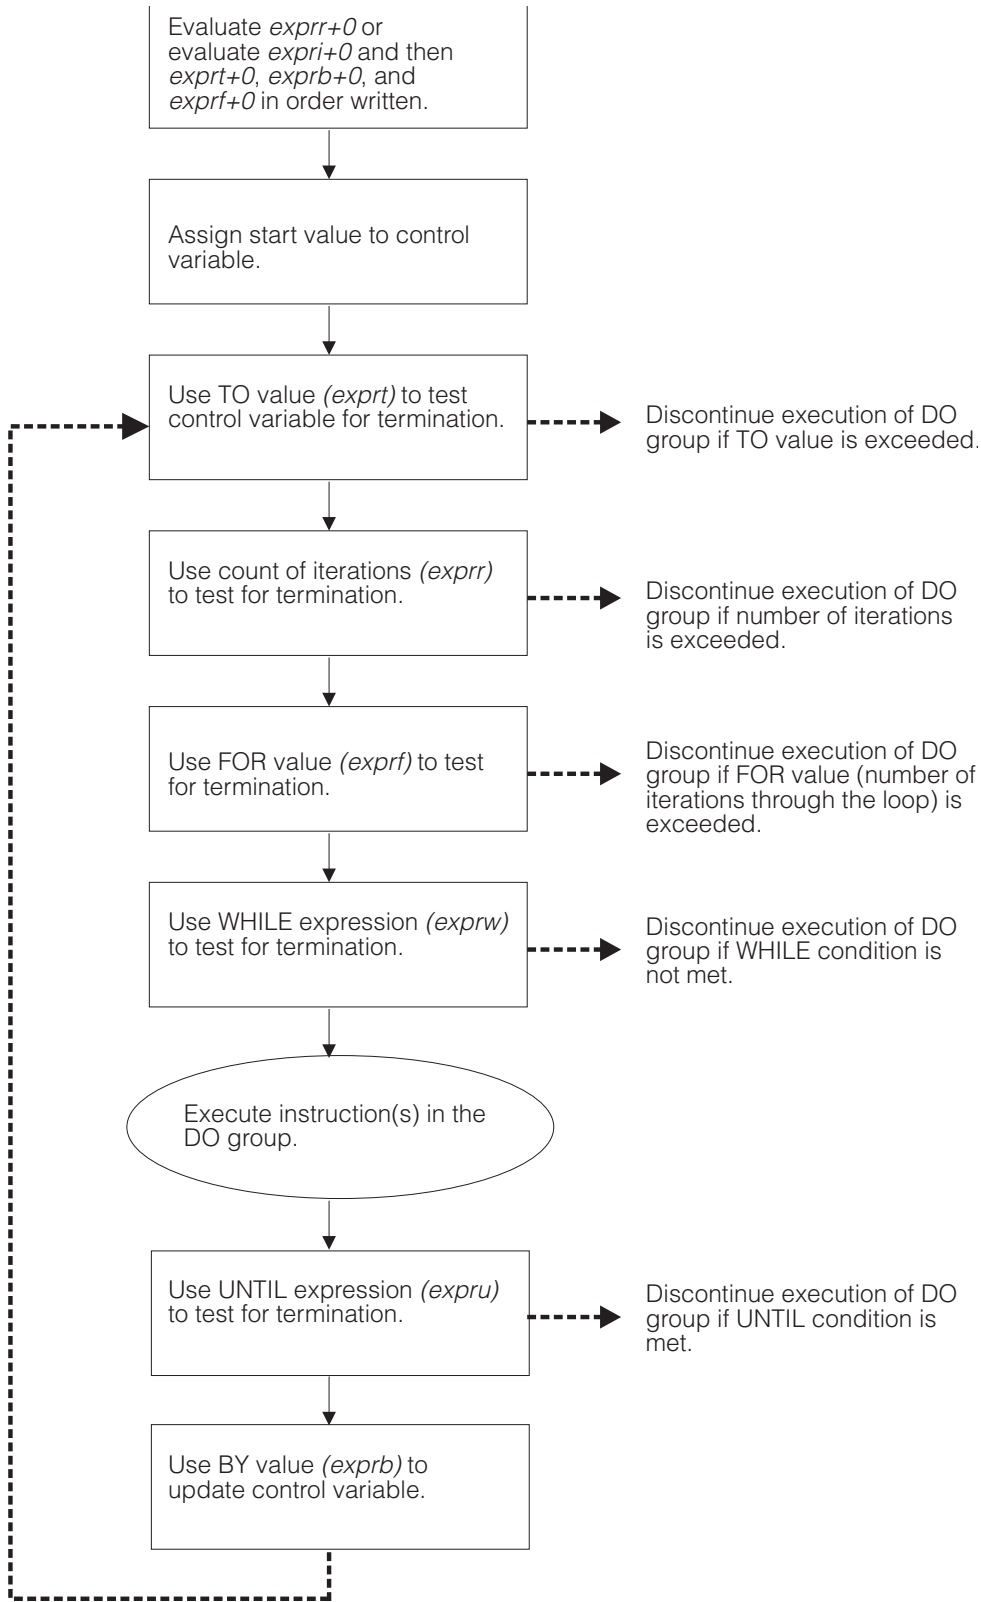 Evaluate exprr+0 or
evaluate expri+0 and then
exprt+0, exprb+0, and
exprf+0 in order written.
Assign start value to control
variable.
Use TO value (exprt) to test
control variable for termination.
Discontinue execution of DO
group if TO value is exceeded.
Use count of iterations (exprr)
to test for termination.
Discontinue execution of DO
group if number of iterations
is exceeded.
Use FOR value (exprf) to test
for termination.
Discontinue execution of DO
group if FOR value (number of
iterations through the loop) is
exceeded.
Use WHILE expression (exprw)
to test for termination.
Discontinue execution of DO
group if WHILE condition is
not met.
Execute instruction(s) in the
DO group.
Use UNTIL expression (expru)
to test for termination.
Discontinue execution of DO
group if UNTIL condition is
met.
Use BY value (exprb) to
update control variable.